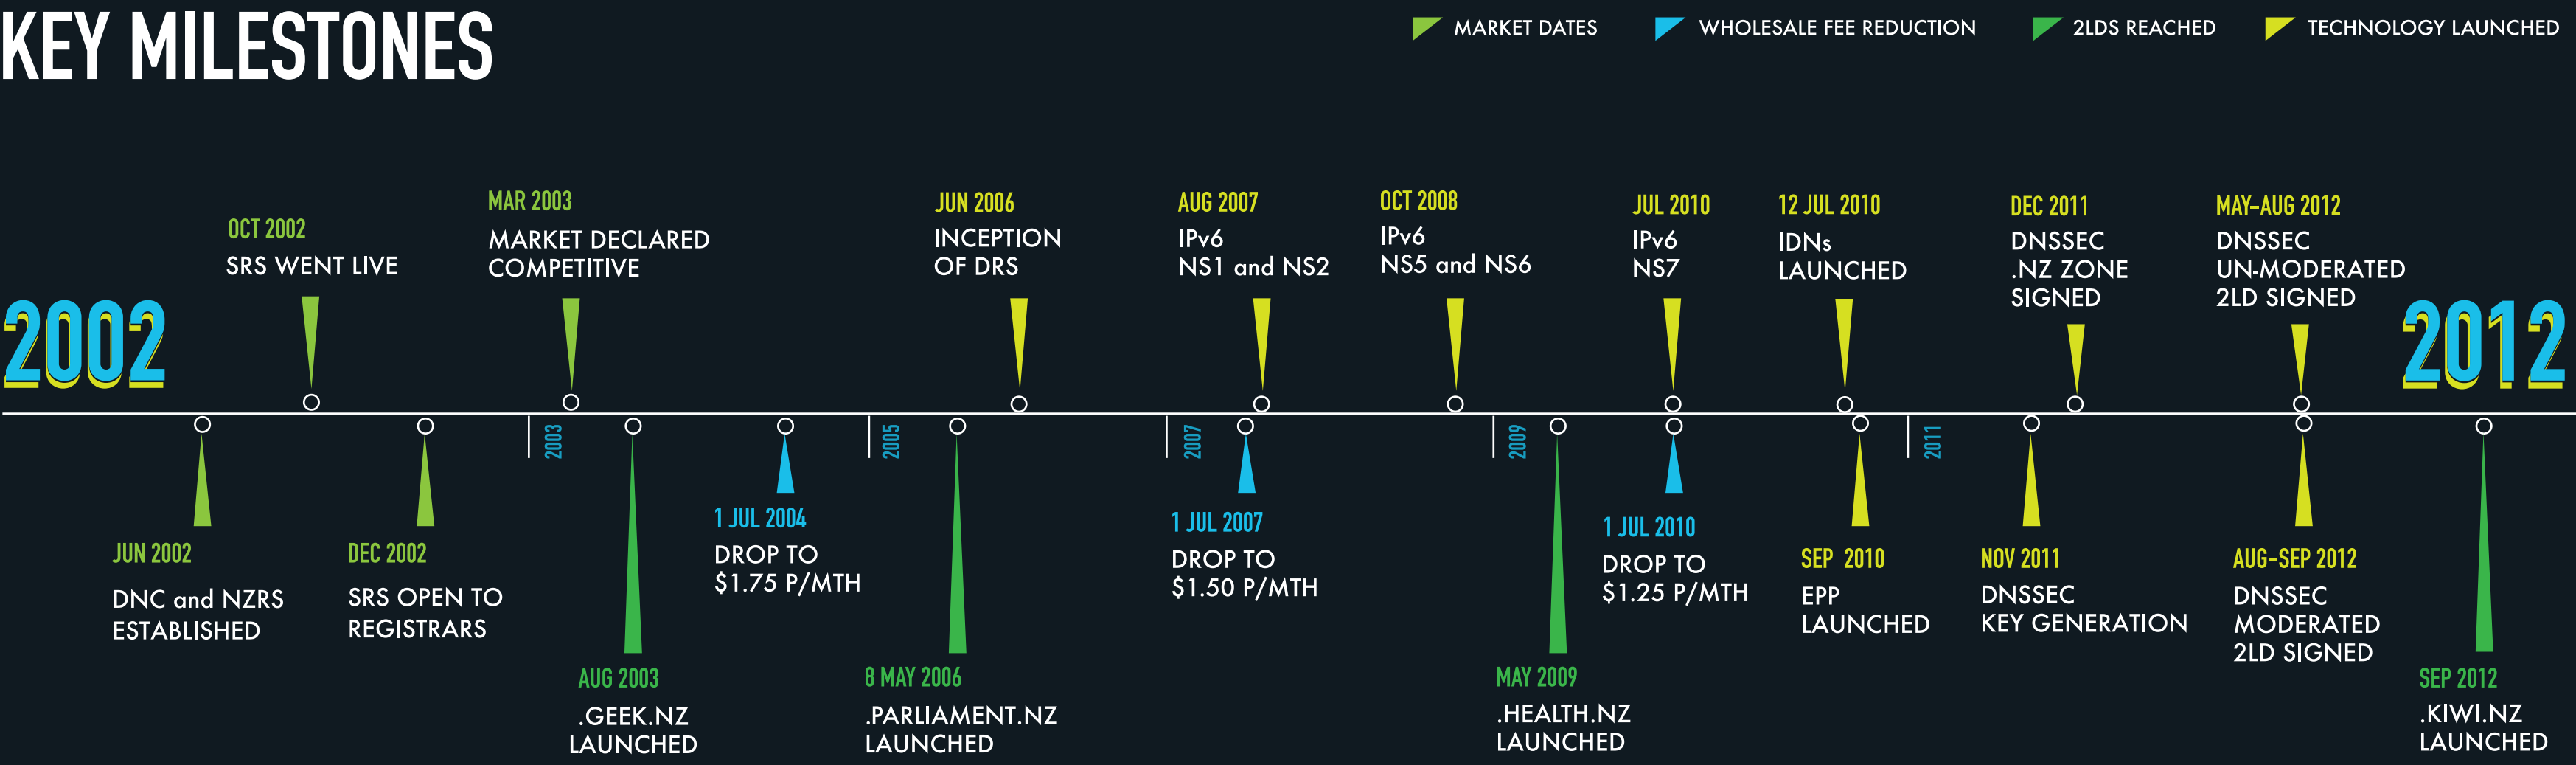 KEY MILESTONES
MARKET DATES
WHOLESALE FEE REDUCTION
2LDS REACHED
TECHNOLOGY LAUNCHED
2002
OCT 2002
SRS WENT LIVE
MAR 2003
MARKET DECLARED
COMPETITIVE
JUN 2006
INCEPTION
OF DRS
AUG 2007
IPv6
NS1 and NS2
OCT 2008
IPv6
NS5 and NS6
JUL 2010
IPv6
NS7
12 JUL 2010
IDNs
LAUNCHED
DEC 2011
DNSSEC
.NZ ZONE
SIGNED
MAY–AUG 2012
DNSSEC
UN-MODERATED
2LD SIGNED
2012
2003
2005
2007
2009
2011
JUN 2002
DNC and NZRS
ESTABLISHED
DEC 2002
SRS OPEN TO
REGISTRARS
AUG 2003
.GEEK.NZ
LAUNCHED
1 JUL 2004
DROP TO
$1.75 P/MTH
8 MAY 2006
.PARLIAMENT.NZ
LAUNCHED
1 JUL 2007
DROP TO
$1.50 P/MTH
MAY 2009
.HEALTH.NZ
LAUNCHED
1 JUL 2010
DROP TO
$1.25 P/MTH
SEP 2010
EPP
LAUNCHED
NOV 2011
DNSSEC
KEY GENERATION
AUG–SEP 2012
DNSSEC
MODERATED
2LD SIGNED
SEP 2012
.KIWI.NZ
LAUNCHED